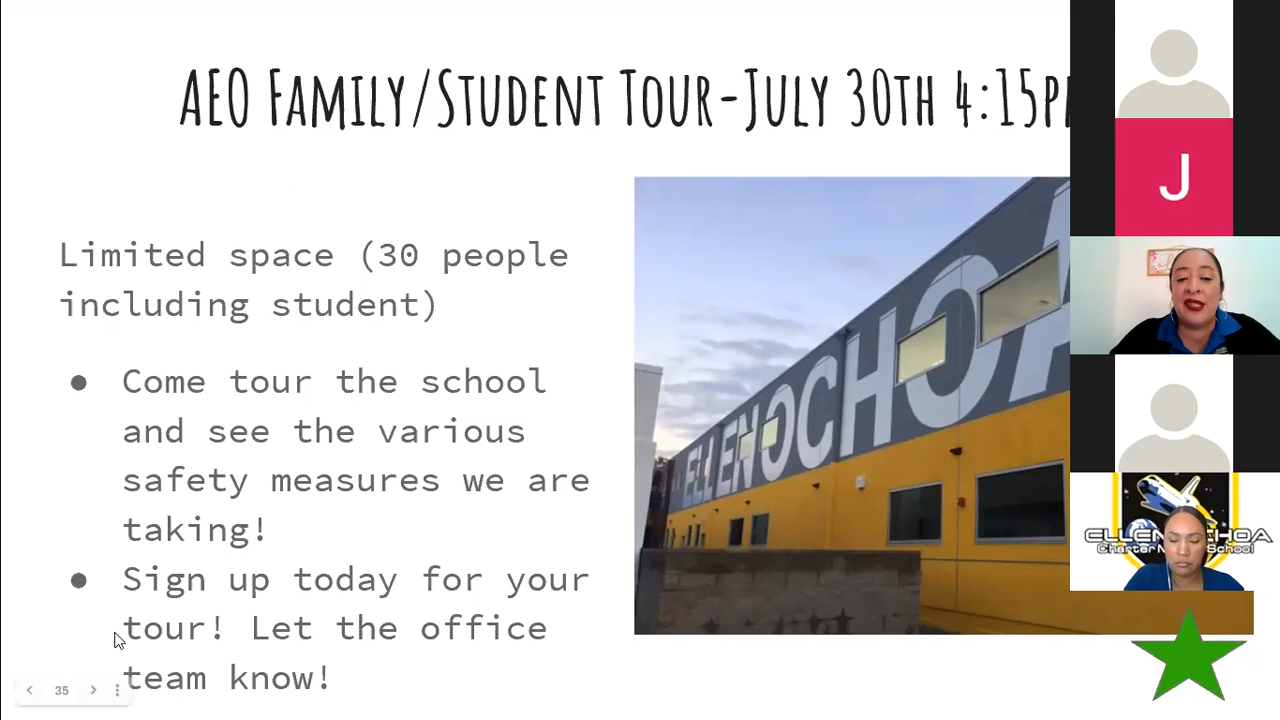 AEO Family/Student Tour-July 30th 4:15p
J
Limited space (30 people
including student)
● Come tour the school
and see the various
safety measures we are
taking!
● Sign up today for your
tour! Let the office
team know!
ELLEN OCHOA
35